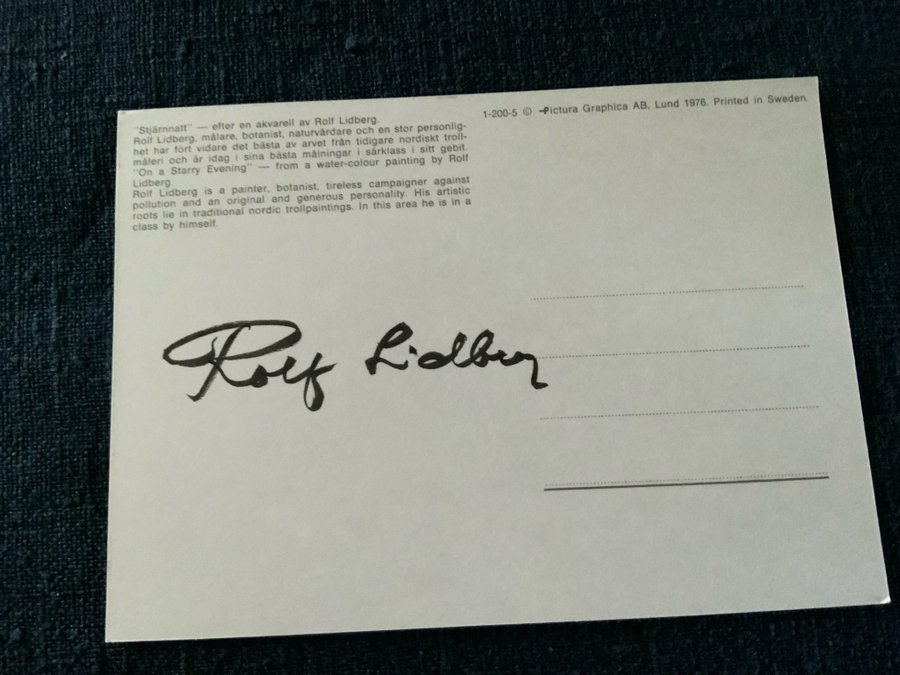 "Stjärnnatt" — efter en akvarell av Rolf Lidberg.
Rolf Lidberg, målare, botanist, naturvårdare och en stor personlig-
het har fört vidare det bästa av arvet från tidigare nordiskt troll-
måleri och är idag i sina bästa målningar i särklass i sitt gebit.
"On a Starry Evening" — from a water-colour painting by Rolf
Lidberg
Rolf Lidberg is a painter, botanist, tireless campaigner against
pollution and an original and generous personality. His artistic
roots lie in traditional nordic trollpaintings. In this area he is in a
class by himself.
1-200-5 © Pictura Graphica AB, Lund 1976. Printed in Sweden.
Rolf Lidberg